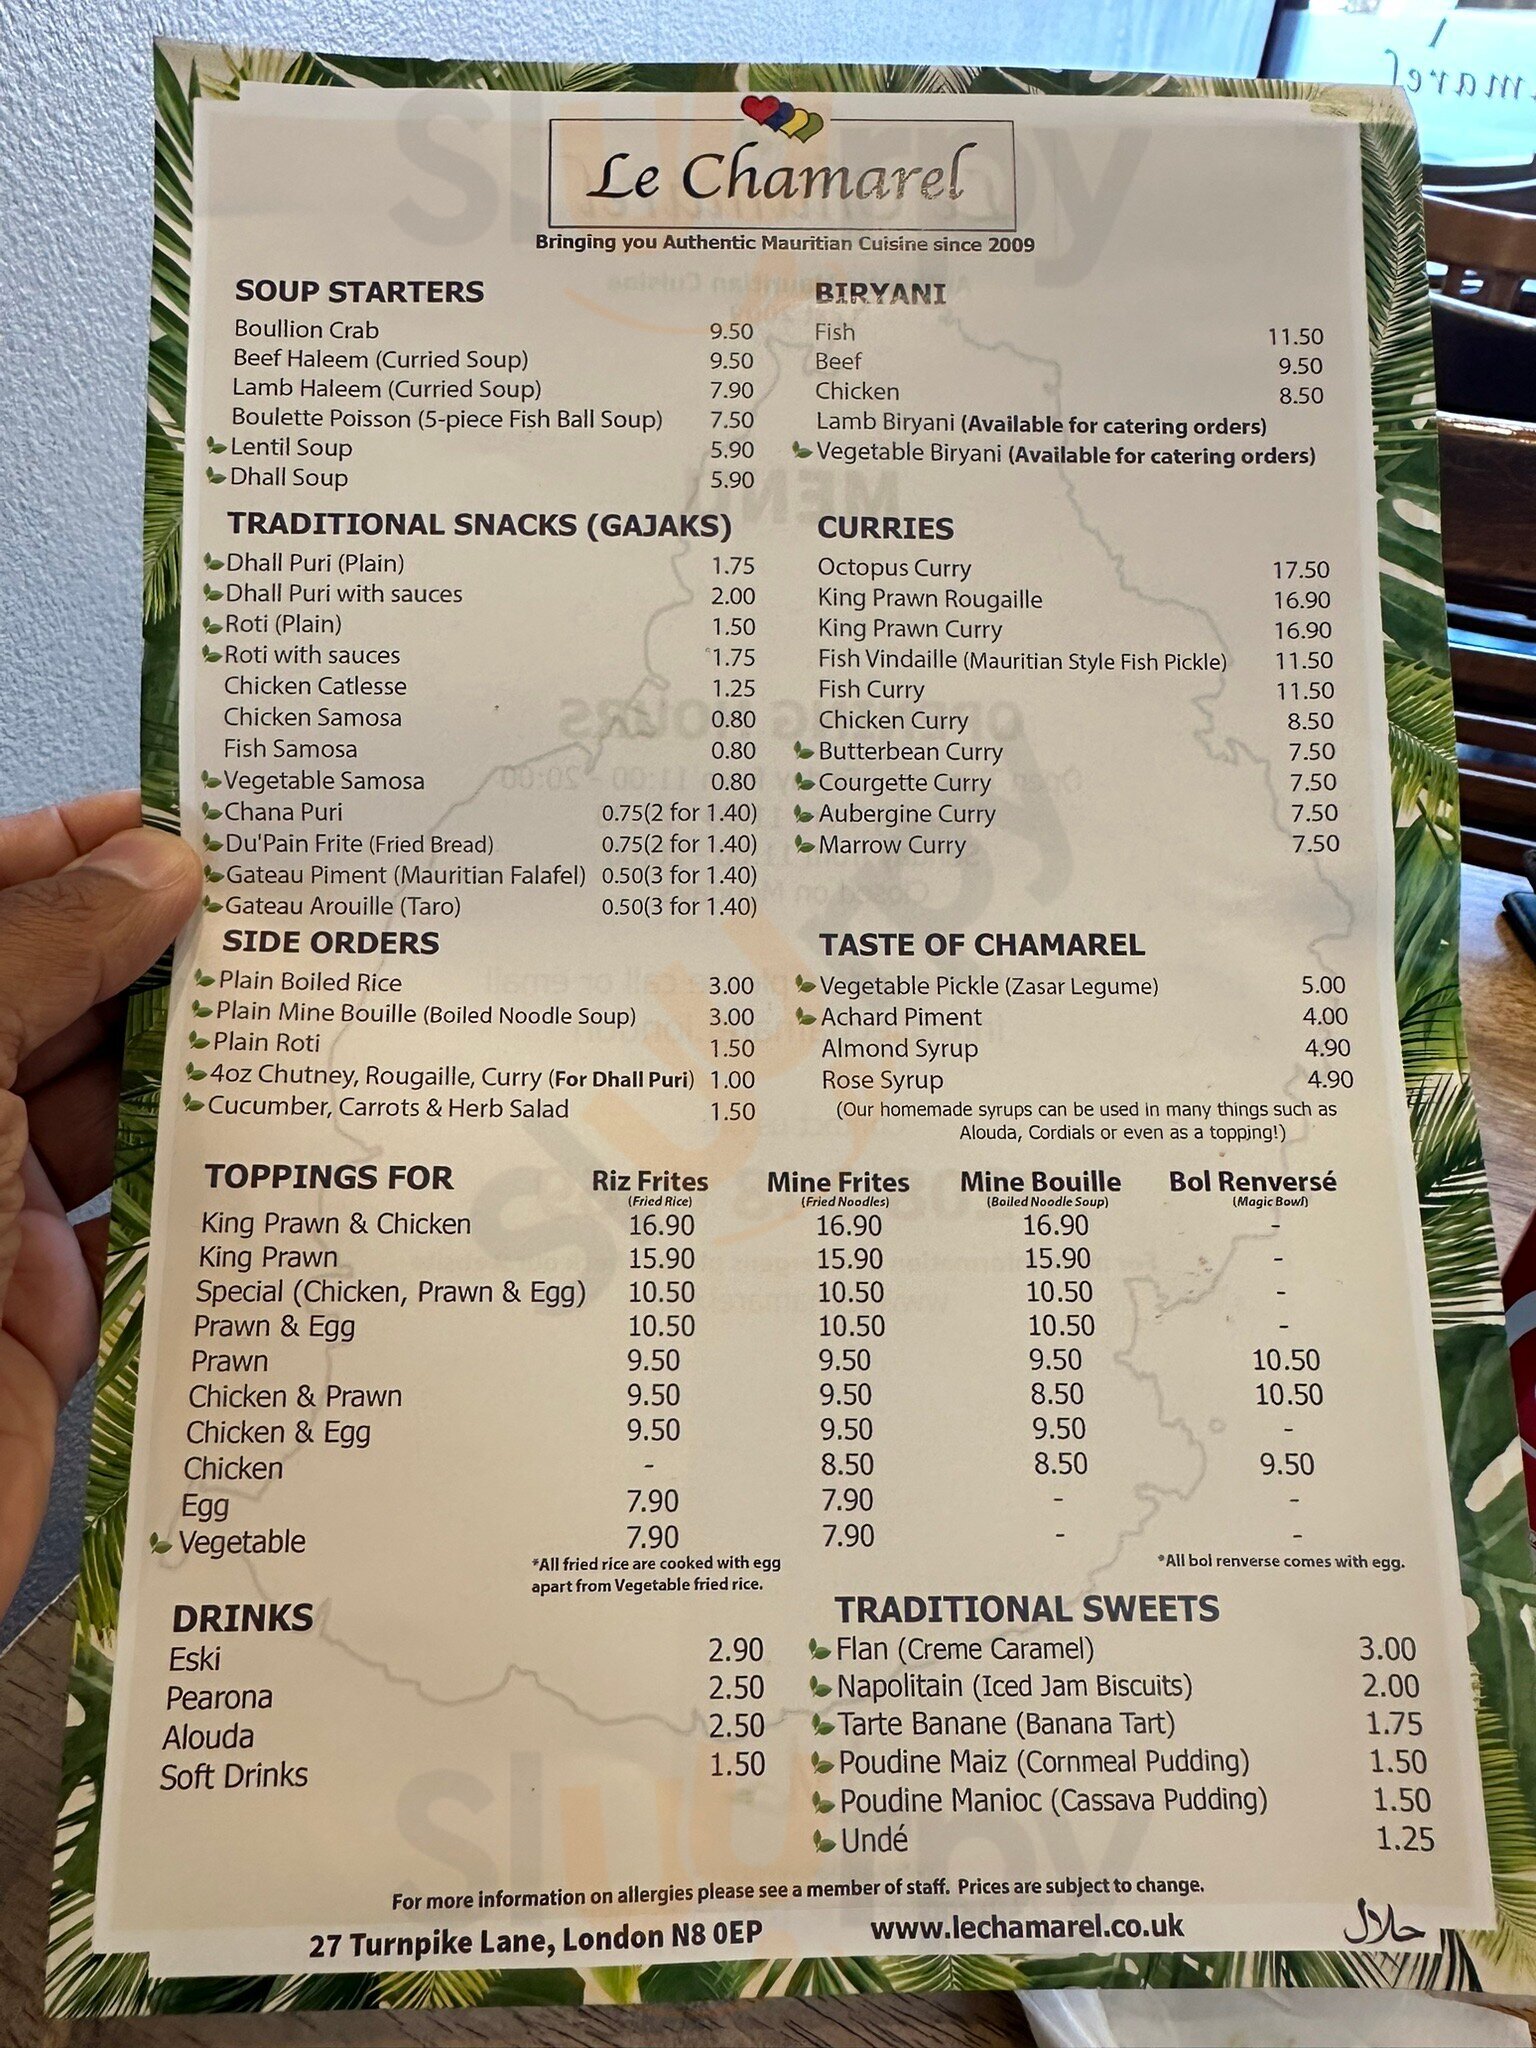 Le Chamarel
Bringing you Authentic Mauritian Cuisine since 2009
SOUP STARTERS
Boullion Crab 9.50
Beef Haleem (Curried Soup) 9.50
Lamb Haleem (Curried Soup) 7.90
Boulette Poisson (5-piece Fish Ball Soup) 7.50
Lentil Soup 5.90
Dhall Soup 5.90
BIRYANI
Fish 11.50
Beef 9.50
Chicken 8.50
Lamb Biryani (Available for catering orders)
Vegetable Biryani (Available for catering orders)
TRADITIONAL SNACKS (GAJAKS)
Dhall Puri (Plain) 1.75
Dhall Puri with sauces 2.00
Roti (Plain) 1.50
Roti with sauces 1.75
Chicken Catlesse 1.25
Chicken Samosa 0.80
Fish Samosa 0.80
Vegetable Samosa 0.80
Chana Puri 0.75(2 for 1.40)
Du'Pain Frite (Fried Bread) 0.75(2 for 1.40)
Gateau Piment (Mauritian Falafel) 0.50(3 for 1.40)
Gateau Arouille (Taro) 0.50(3 for 1.40)
CURRIES
Octopus Curry 17.50
King Prawn Rougaille 16.90
King Prawn Curry 16.90
Fish Vindaille (Mauritian Style Fish Pickle) 11.50
Fish Curry 11.50
Chicken Curry 8.50
Butterbean Curry 7.50
Courgette Curry 7.50
Aubergine Curry 7.50
Marrow Curry 7.50
SIDE ORDERS
Plain Boiled Rice 3.00
Plain Mine Bouille (Boiled Noodle Soup) 3.00
Plain Roti 1.50
4oz Chutney, Rougaille, Curry (For Dhall Puri) 1.00
Cucumber, Carrots & Herb Salad 1.50
TASTE OF CHAMAREL
Vegetable Pickle (Zasar Legume) 5.00
Achard Piment 4.00
Almond Syrup 4.90
Rose Syrup 4.90
(Our homemade syrups can be used in many things such as
Alouda, Cordials or even as a topping!)
TOPPINGS FOR Riz Frites Mine Frites Mine Bouille Bol Renversé
(Fried Rice) (Fried Noodles) (Boiled Noodle Soup) (Magic Bowl)
King Prawn & Chicken 16.90 16.90 16.90 -
King Prawn 15.90 15.90 15.90 -
Special (Chicken, Prawn & Egg) 10.50 10.50 10.50 -
Prawn & Egg 10.50 10.50 10.50 -
Prawn 9.50 9.50 9.50 10.50
Chicken & Prawn 9.50 9.50 8.50 10.50
Chicken & Egg 9.50 9.50 9.50 -
Chicken - 8.50 8.50 9.50
Egg 7.90 7.90 - -
Vegetable 7.90 7.90 - -
*All fried rice are cooked with egg
apart from Vegetable fried rice.
*All bol renverse comes with egg.
DRINKS
Eski 2.90
Pearona 2.50
Alouda 2.50
Soft Drinks 1.50
TRADITIONAL SWEETS
Flan (Creme Caramel) 3.00
Napolitain (Iced Jam Biscuits) 2.00
Tarte Banane (Banana Tart) 1.75
Poudine Maiz (Cornmeal Pudding) 1.50
Poudine Manioc (Cassava Pudding) 1.50
Undé 1.25
For more information on allergies please see a member of staff. Prices are subject to change.
27 Turnpike Lane, London N8 0EP www.lechamarel.co.uk
حلال